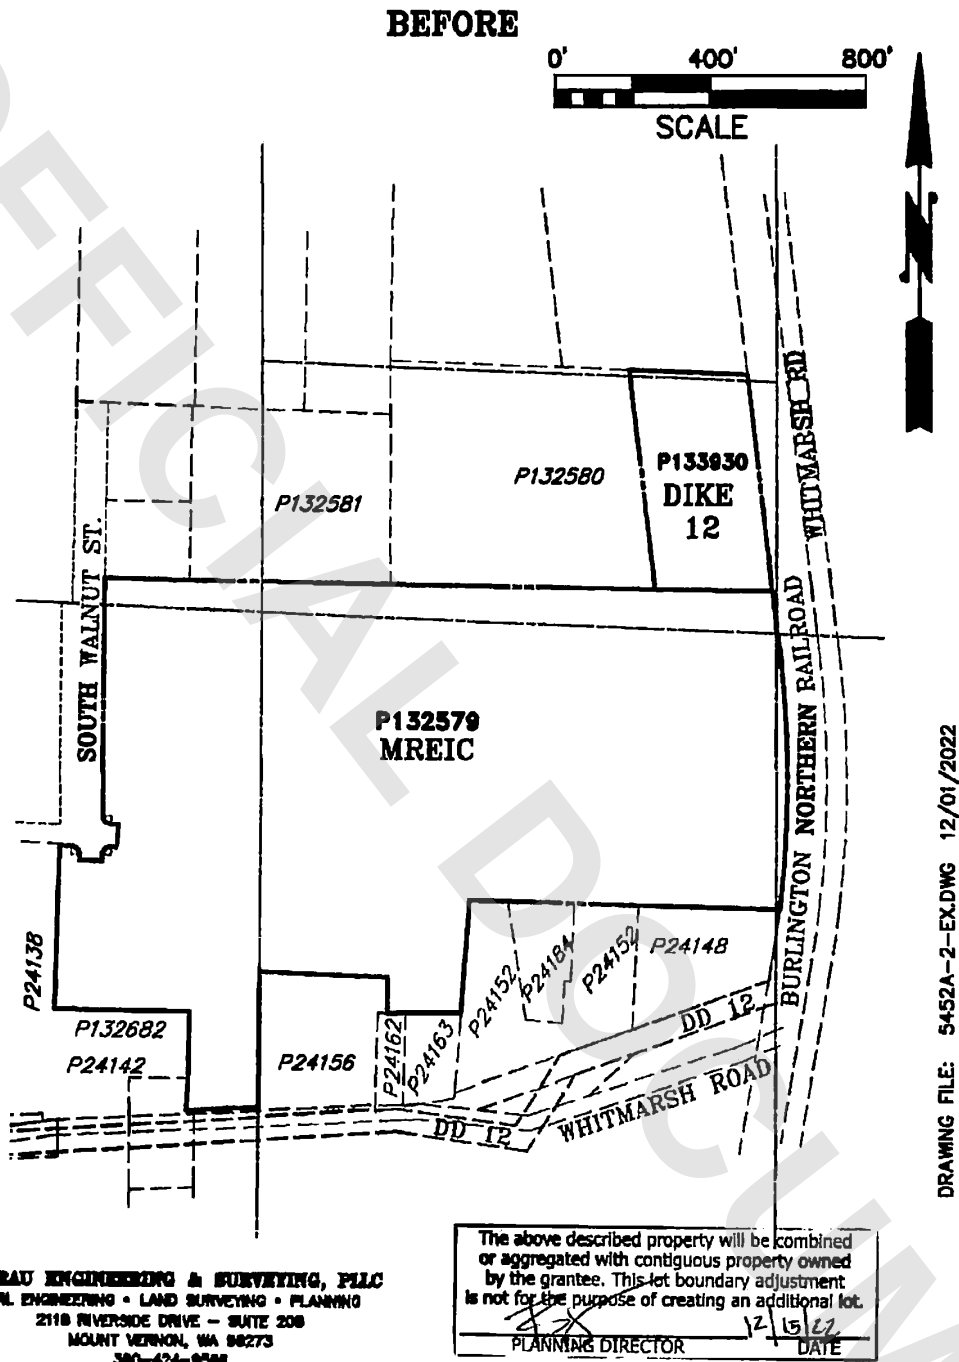 BEFORE
0' 400' 800'
SCALE
N
WHITMARSH RD
P133930
DIKE
12
P132580
P132581
SOUTH WALNUT ST.
P132579
MREIC
BURLINGTON NORTHERN RAILROAD
P24138
P132682
P24142
P24156
P24162
P24163
P24152
P24184
P24152
P24148
DD 12
WHITMARSH ROAD
DD 12
DRAWING FILE: 5452A-2-EX.DWG 12/01/2022
RAU ENGINEERING & SURVEYING, PLLC
ENGINEERING • LAND SURVEYING • PLANNING
2118 RIVERSIDE DRIVE - SUITE 208
MOUNT VERNON, WA 98273
The above described property will be combined
or aggregated with contiguous property owned
by the grantee. This lot boundary adjustment
is not for the purpose of creating an additional lot.
12 15 22
PLANNING DIRECTOR DATE
OFFICIAL DOCUM